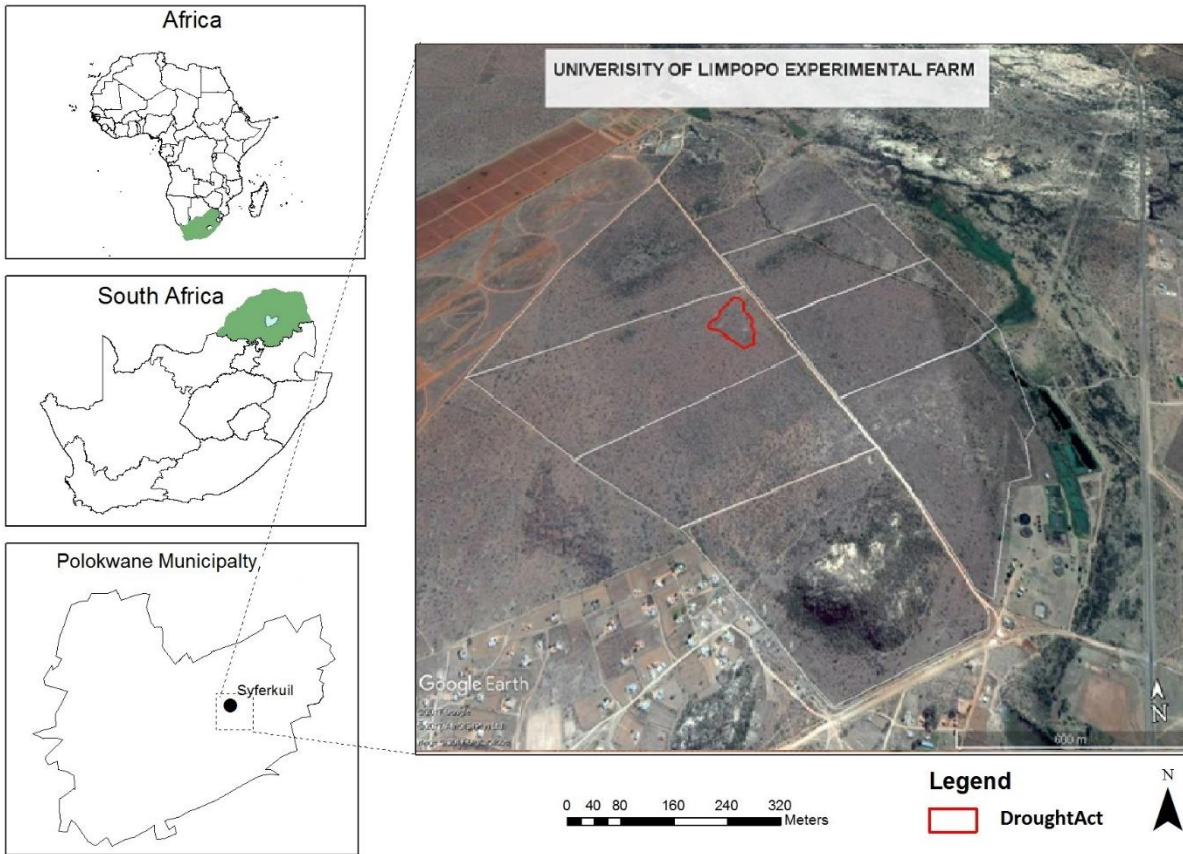 Africa
South Africa
Polokwane Municipalty
Syferkuil
UNIVERISITY OF LIMPOPO EXPERIMENTAL FARM
Google Earth
N
600 m
0 40 80 160 240 320
Meters
Legend
DroughtAct
N